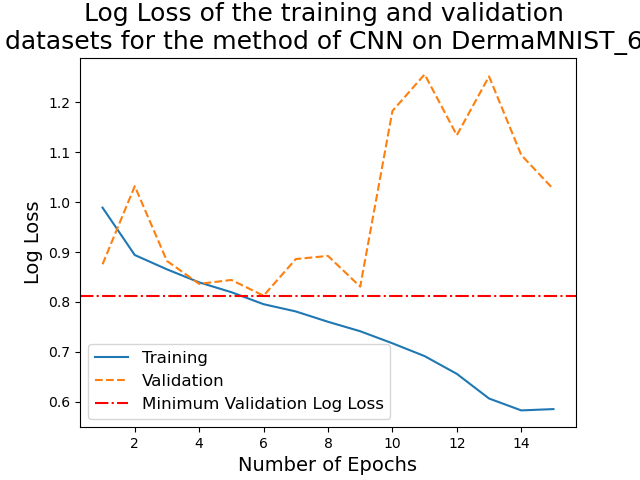 Log Loss of the training and validation
datasets for the method of CNN on DermaMNIST_6
1.2
1.1
1.0
0.9
0.8
0.7
0.6
Log Loss
Training
Validation
Minimum Validation Log Loss
2 4 6 8 10 12 14
Number of Epochs